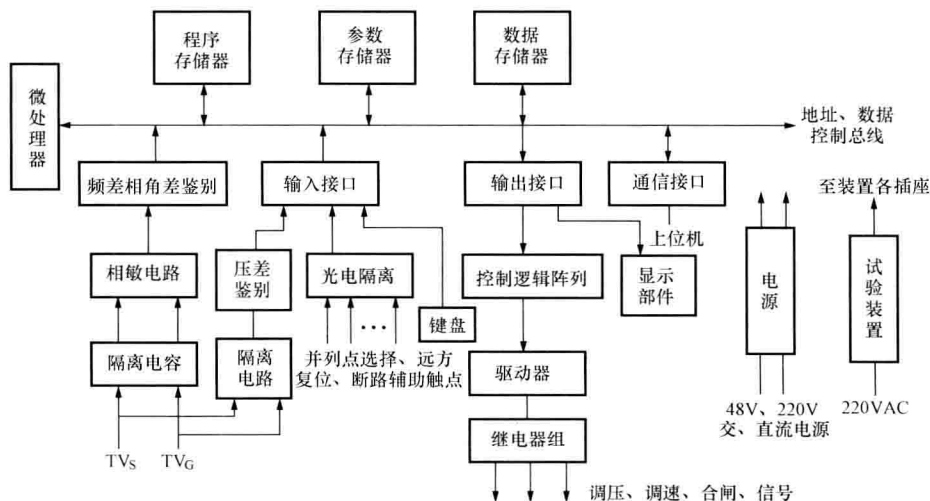 程序
存储器
参数
存储器
数据
存储器
微
处
理
器
地址、数据
控制总线
频差相角差鉴别
输入接口
输出接口
通信接口
至装置各插座
上位机
相敏电路
压差
鉴别
光电隔离
控制逻辑阵列
显示
部件
电
源
试
验
装
置
键盘
隔离电容
隔离
电路
并列点选择、远方
复位、断路辅助触点
驱动器
48V、220V
交、直流电源
220VAC
继电器组
TVS
TVG
调压、调速、合闸、信号